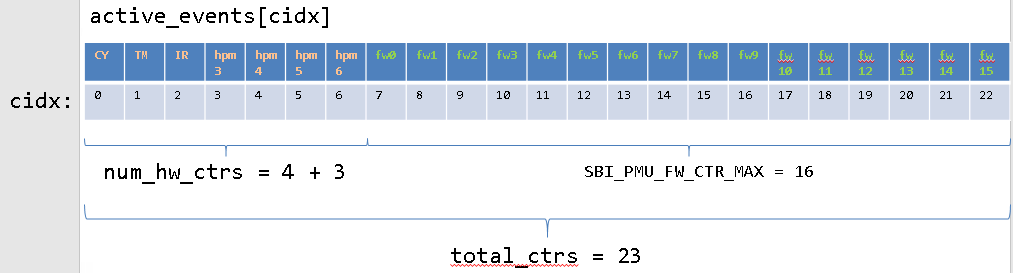 active_events[cidx]
CY TM IR hpm 3 hpm 4 hpm 5 hpm 6 fw0 fw1 fw2 fw3 fw4 fw5 fw6 fw7 fw8 fw9 fw 10 fw 11 fw 12 fw 13 fw 14 fw 15
cidx: 0 1 2 3 4 5 6 7 8 9 10 11 12 13 14 15 16 17 18 19 20 21 22
num_hw_ctrs = 4 + 3 SBI_PMU_FW_CTR_MAX = 16
total_ctrs = 23